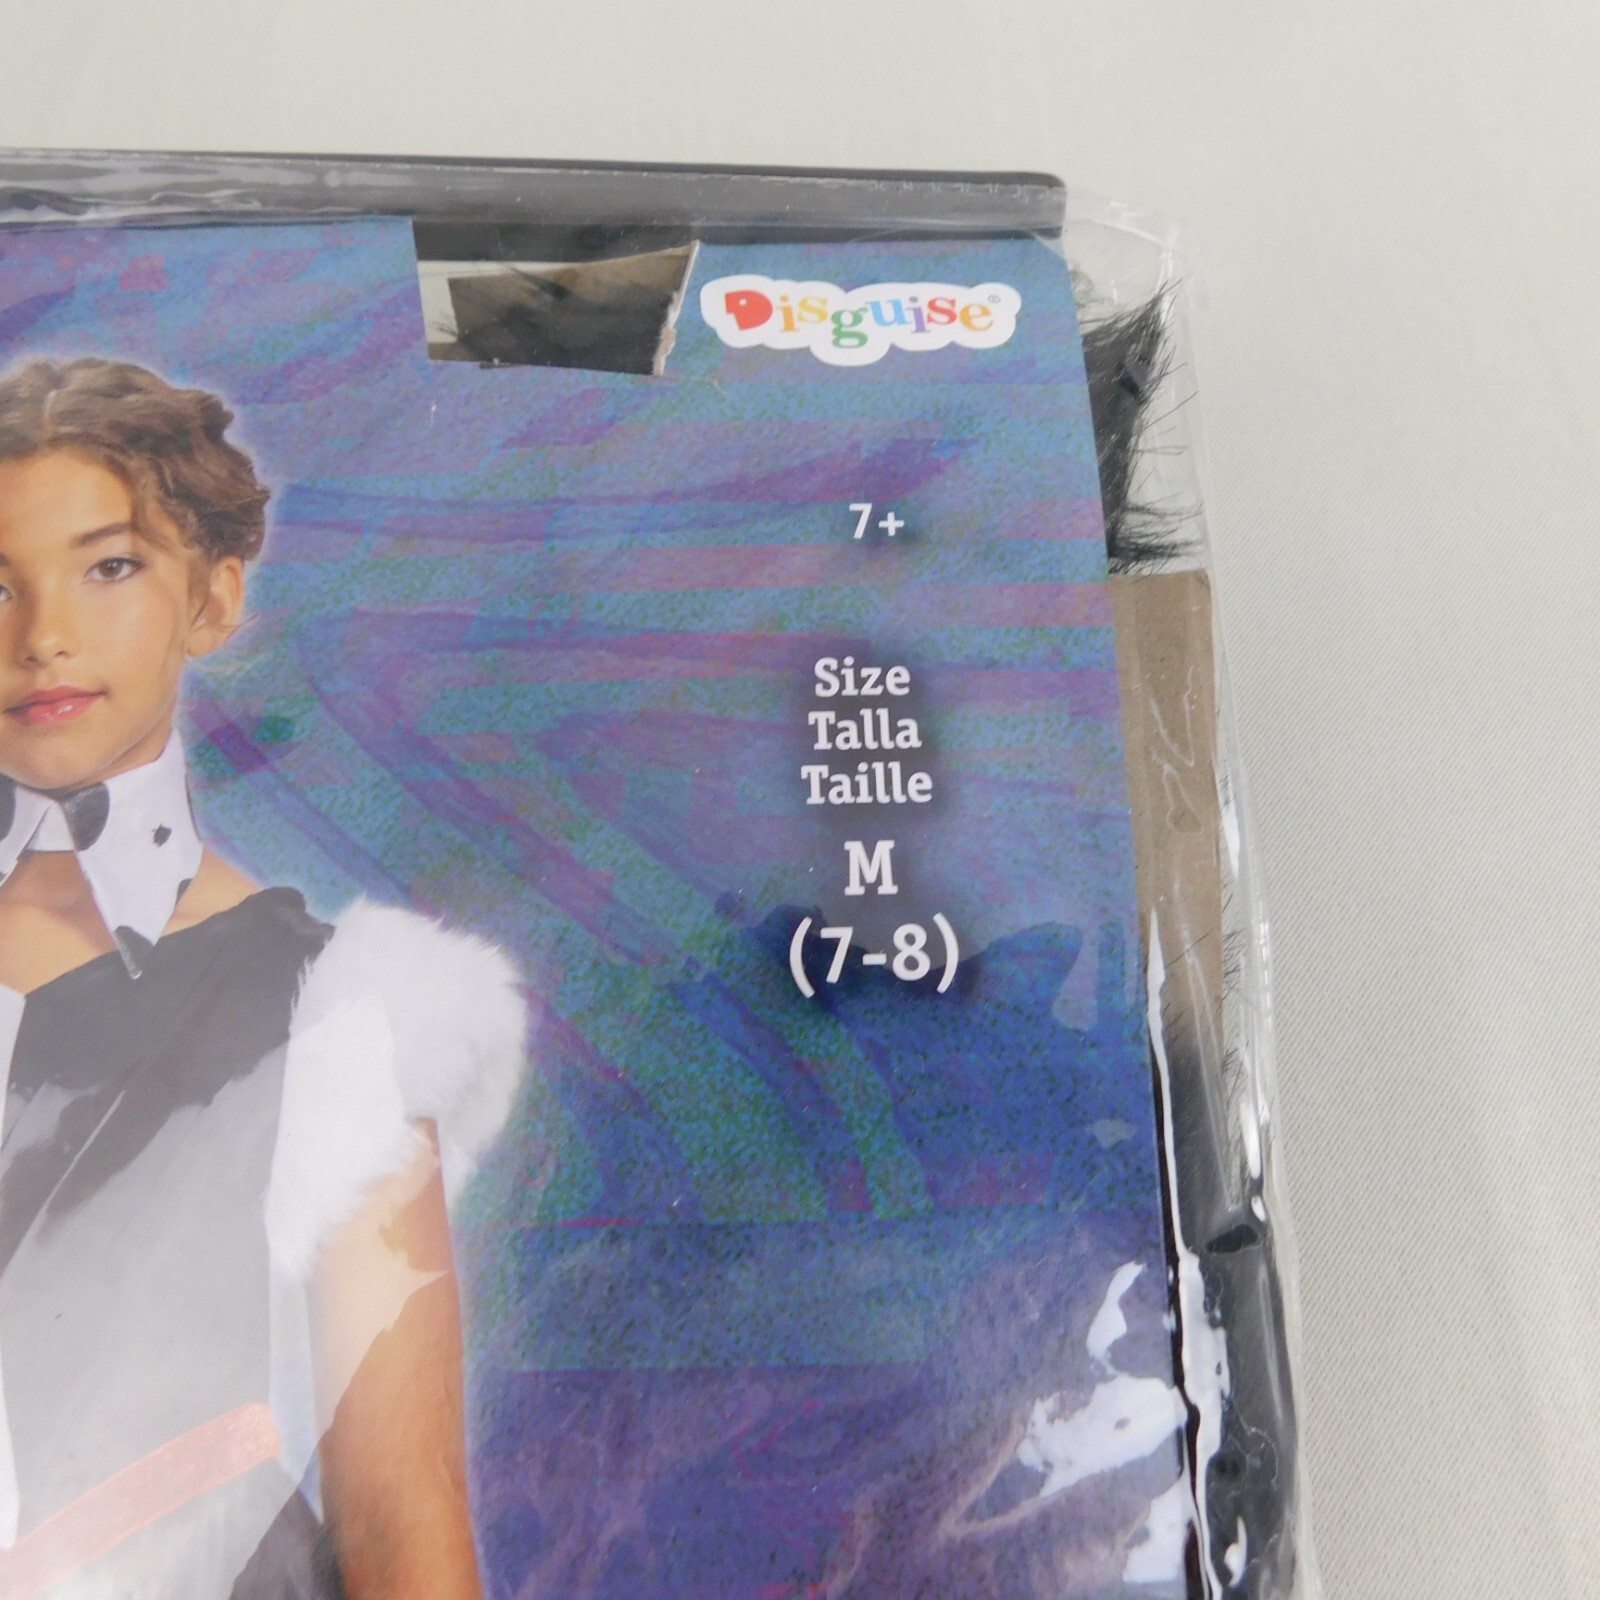 Disguise®
7+
Size
Talla
Taille
M
(7-8)